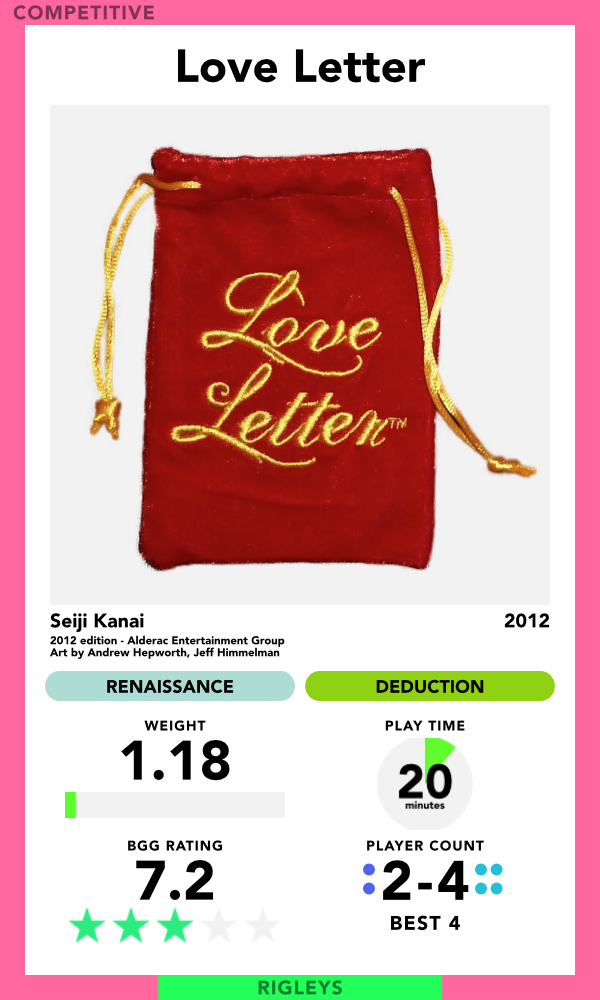 COMPETITIVE
Love Letter
Love
Letter™
Seiji Kanai
2012
2012 edition - Alderac Entertainment Group
Art by Andrew Hepworth, Jeff Himmelman
RENAISSANCE
DEDUCTION
WEIGHT
1.18
PLAY TIME
20
minutes
BGG RATING
7.2
PLAYER COUNT
2-4
BEST 4
RIGLEYS